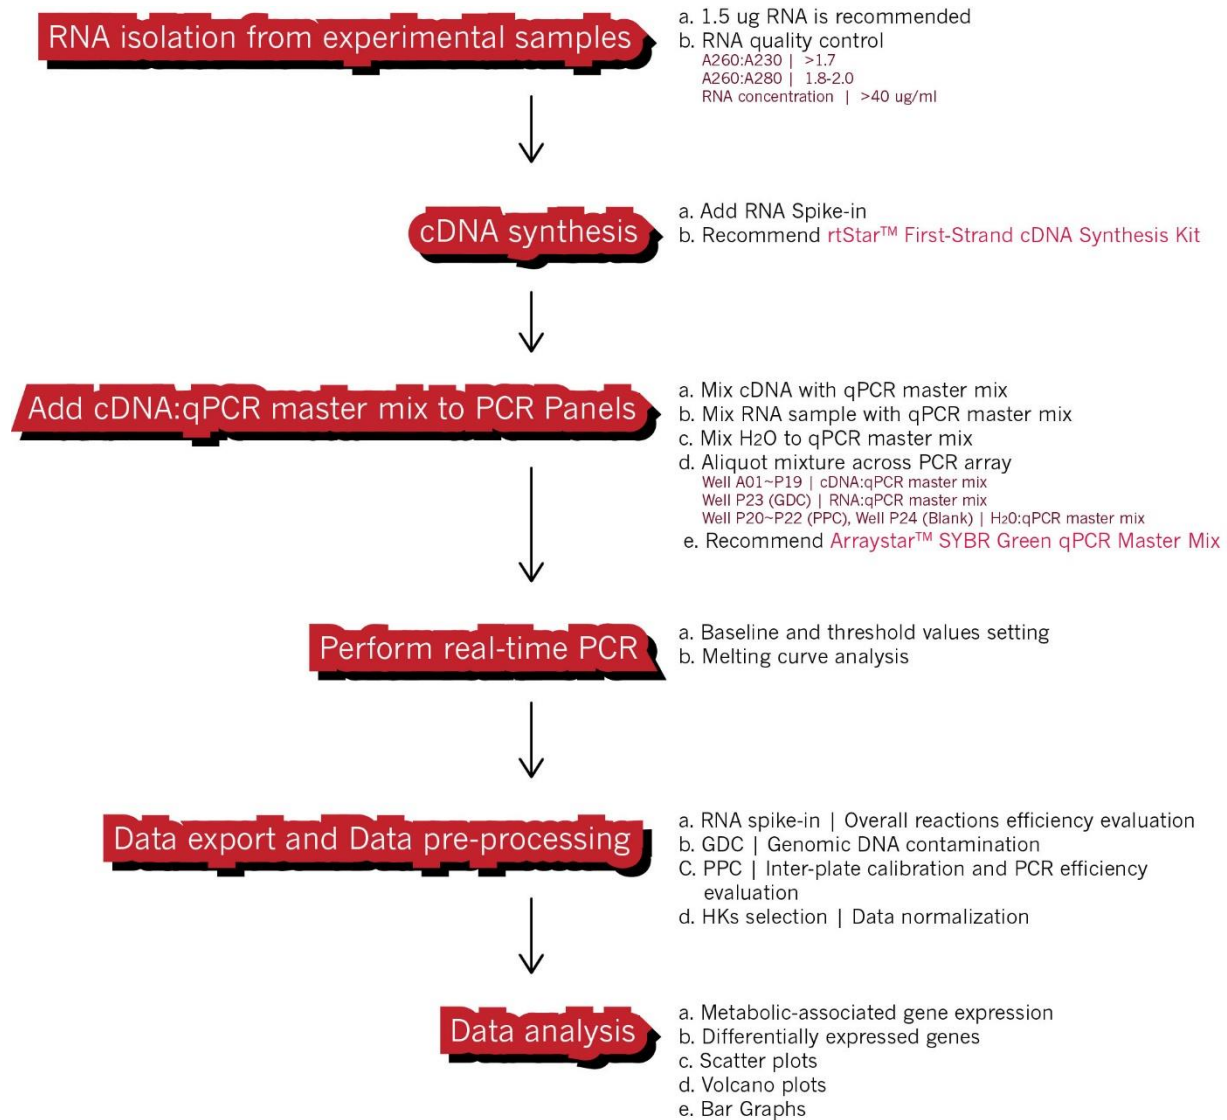 RNA isolation from experimental samples
a. 1.5 ug RNA is recommended
b. RNA quality control
A260:A230 | >1.7
A260:A280 | 1.8-2.0
RNA concentration | >40 ug/ml
cDNA synthesis
a. Add RNA Spike-in
b. Recommend rtStar™ First-Strand cDNA Synthesis Kit
Add cDNA:qPCR master mix to PCR Panels
a. Mix cDNA with qPCR master mix
b. Mix RNA sample with qPCR master mix
c. Mix H2O to qPCR master mix
d. Aliquot mixture across PCR array
Well A01~P19 | cDNA:qPCR master mix
Well P23 (GDC) | RNA:qPCR master mix
Well P20~P22 (PPC), Well P24 (Blank) | H20:qPCR master mix
e. Recommend Arraystar™ SYBR Green qPCR Master Mix
Perform real-time PCR
a. Baseline and threshold values setting
b. Melting curve analysis
Data export and Data pre-processing
a. RNA spike-in | Overall reactions efficiency evaluation
b. GDC | Genomic DNA contamination
C. PPC | Inter-plate calibration and PCR efficiency
evaluation
d. HKs selection | Data normalization
Data analysis
a. Metabolic-associated gene expression
b. Differentially expressed genes
c. Scatter plots
d. Volcano plots
e. Bar Graphs